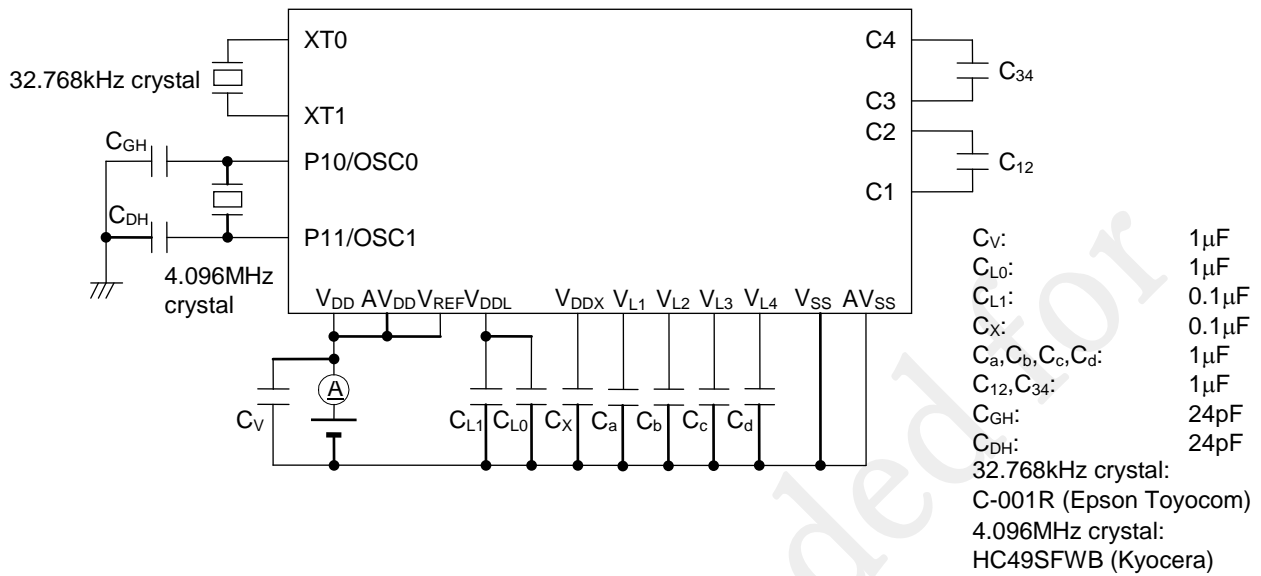 XT0
C4
32.768kHz crystal
C34
XT1
C3
C2
CGH
P10/OSC0
C12
C1
CDH
P11/OSC1
4.096MHz
crystal
VDD AVDD VREF VDDL VDDX VL1 VL2 VL3 VL4 VSS AVSS
A
CV CL1 CL0 CX Ca Cb Cc Cd
CV: 1μF
CL0: 1μF
CL1: 0.1μF
CX: 0.1μF
Ca,Cb,Cc,Cd: 1μF
C12,C34: 1μF
CGH: 24pF
CDH: 24pF
32.768kHz crystal:
C-001R (Epson Toyocom)
4.096MHz crystal:
HC49SFWB (Kyocera)